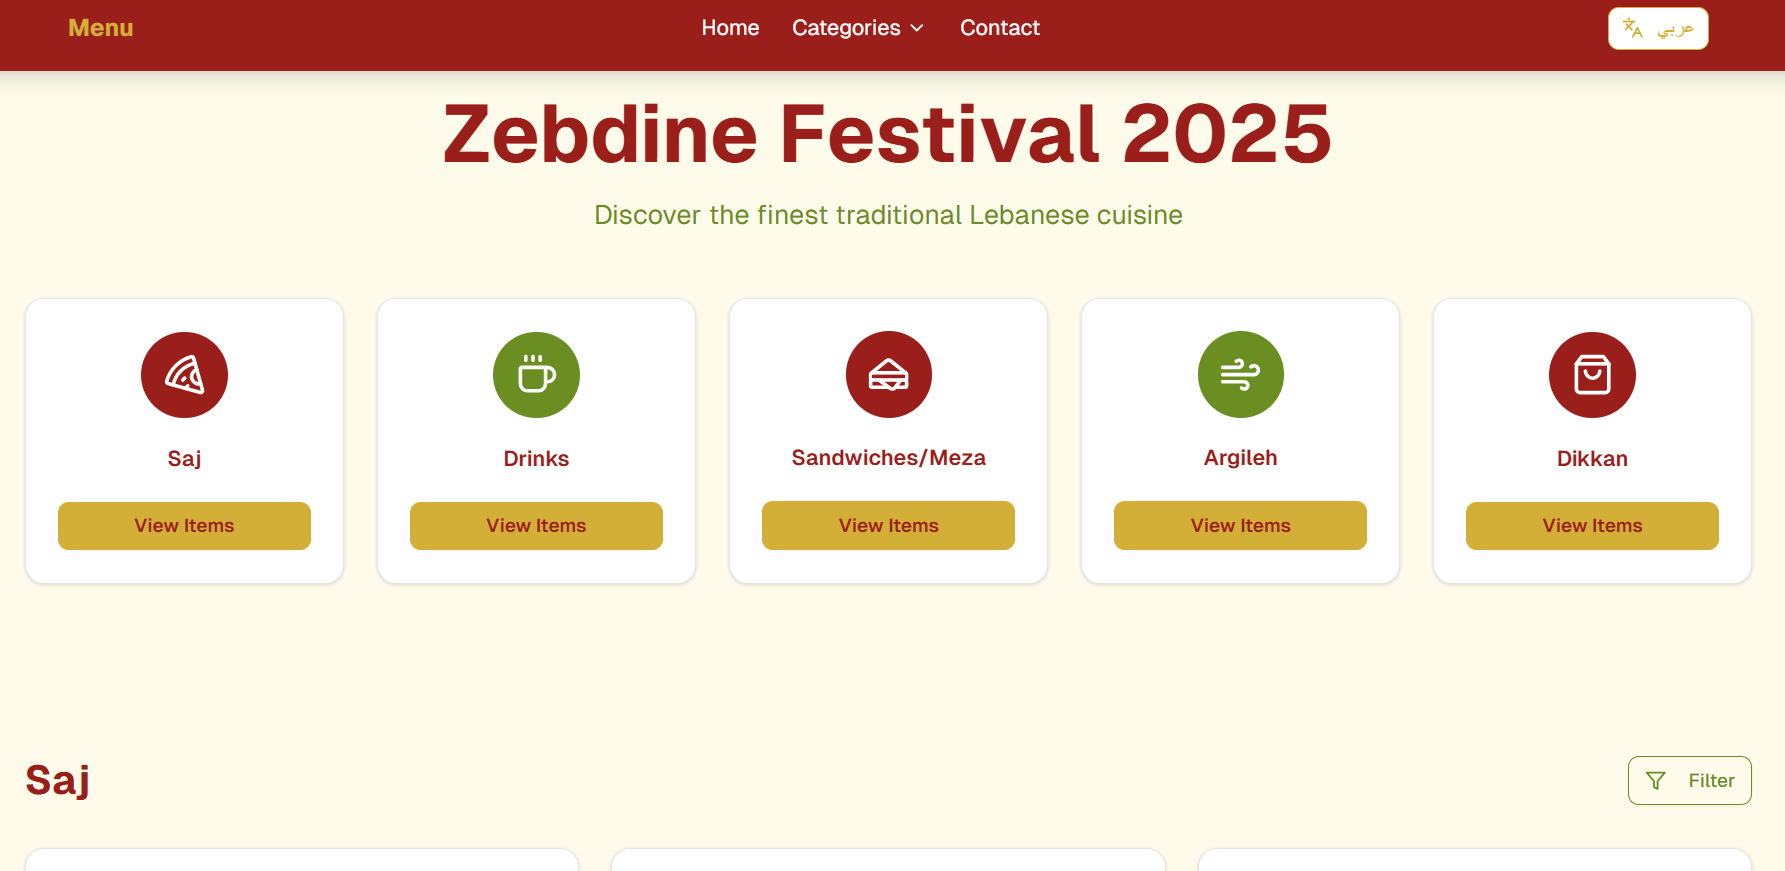 Menu
Home
Categories
Contact
عربي
Zebdine Festival 2025
Discover the finest traditional Lebanese cuisine
Saj
View Items
Drinks
View Items
Sandwiches/Meza
View Items
Argileh
View Items
Dikkan
View Items
Saj
Filter